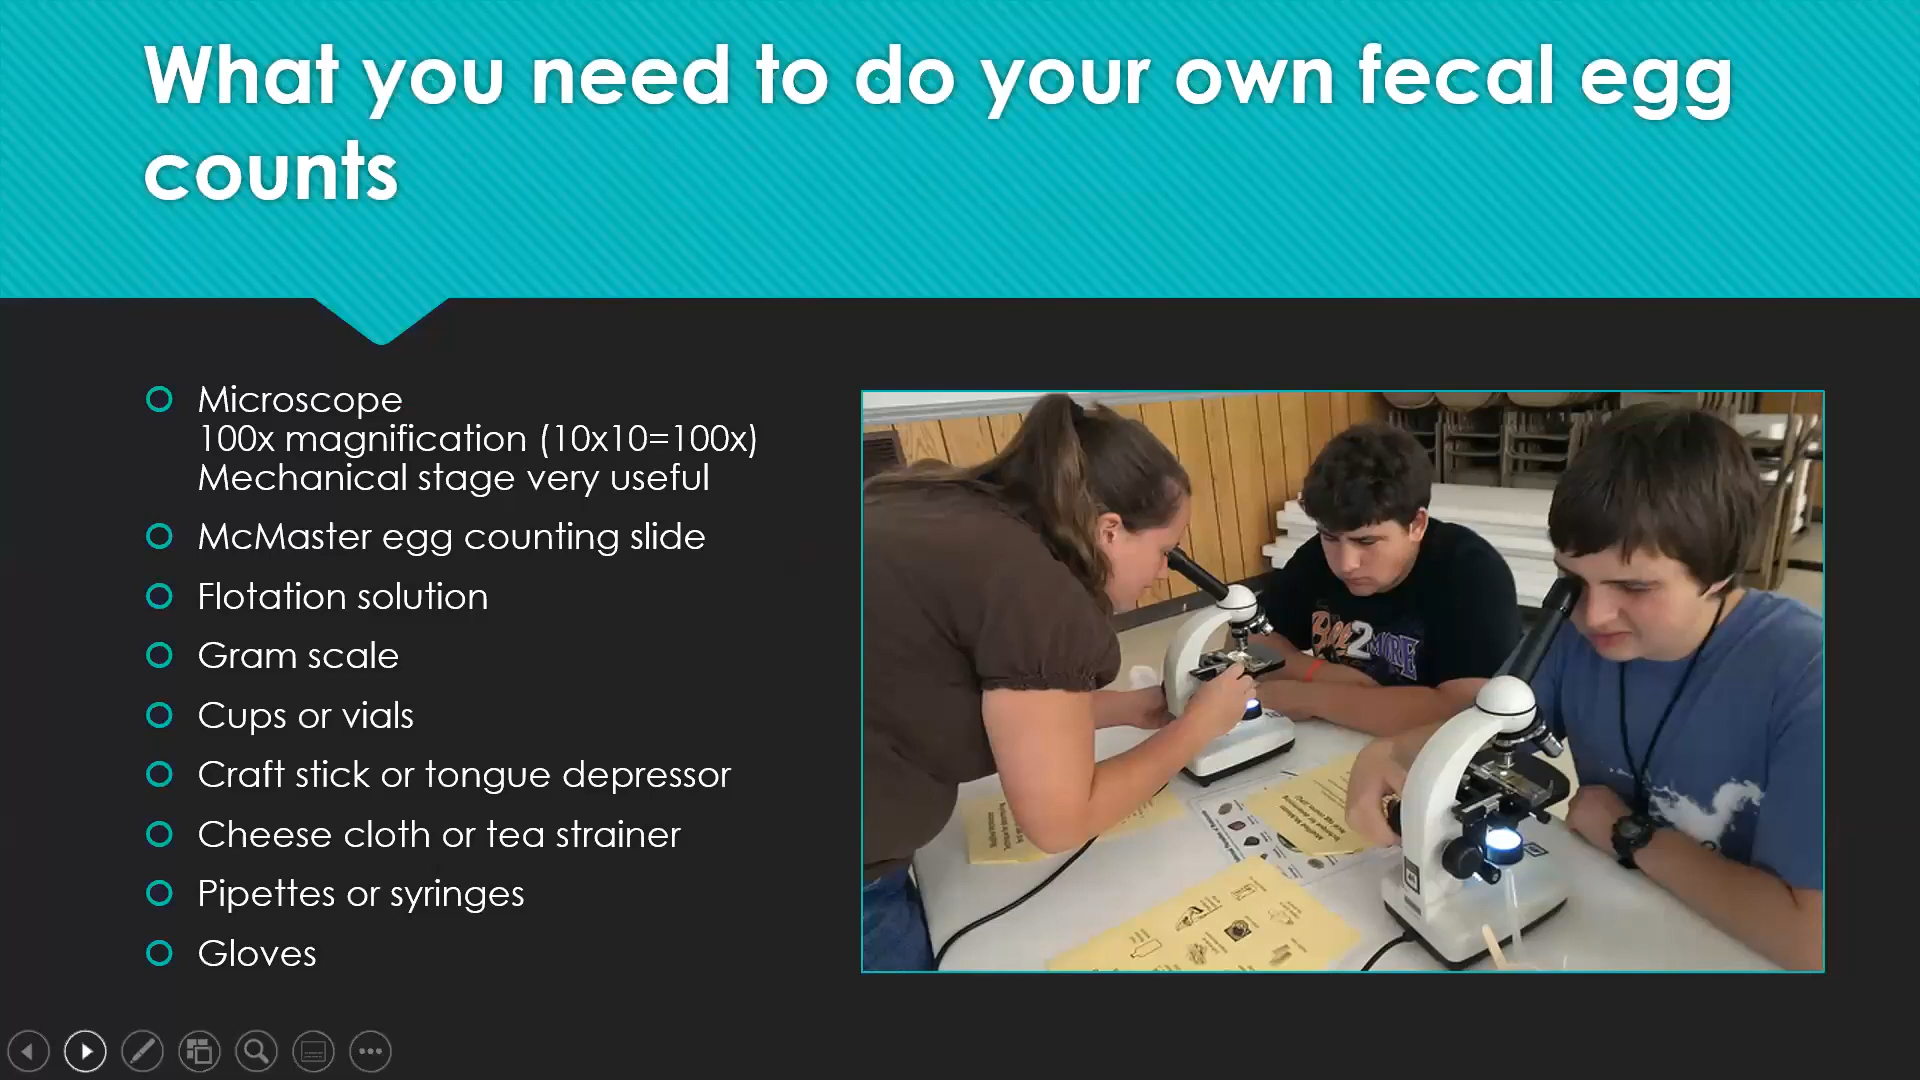 What you need to do your own fecal egg
counts
Microscope
100x magnification (10x10=100x)
Mechanical stage very useful
McMaster egg counting slide
Flotation solution
Gram scale
Cups or vials
Craft stick or tongue depressor
Cheese cloth or tea strainer
Pipettes or syringes
Gloves
2
MORE